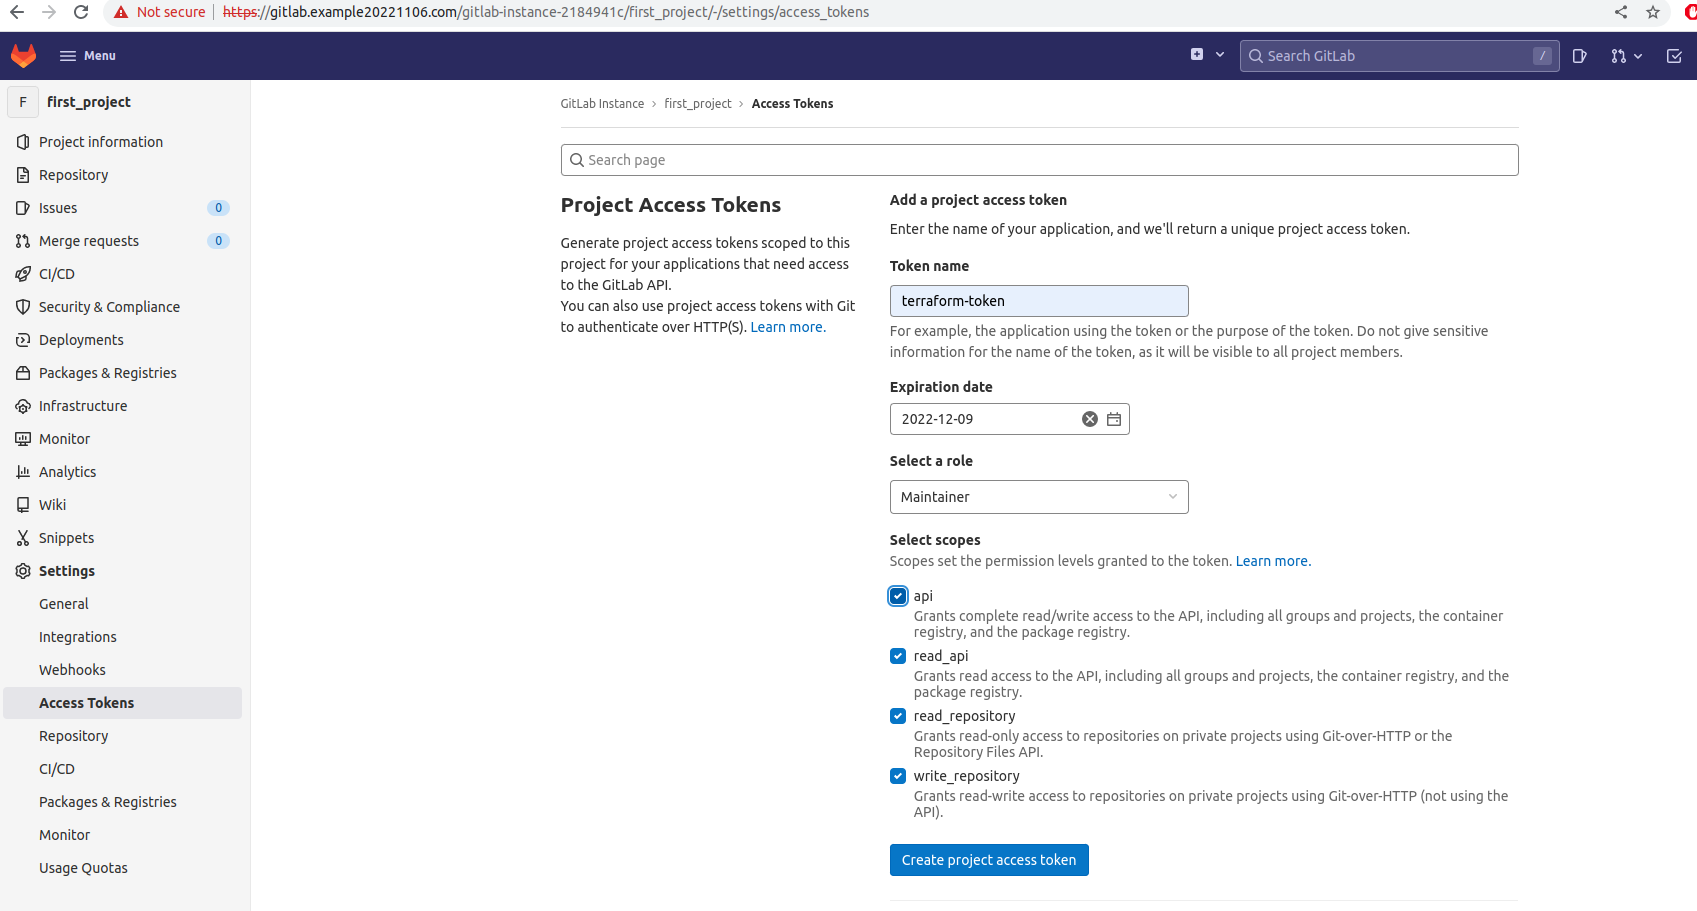 Not secure | https://gitlab.example20221106.com/gitlab-instance-2184941c/first_project/-/settings/access_tokens
Menu
Search GitLab
/
F first_project
Project information
Repository
Issues 0
Merge requests 0
CI/CD
Security & Compliance
Deployments
Packages & Registries
Infrastructure
Monitor
Analytics
Wiki
Snippets
Settings
General
Integrations
Webhooks
Access Tokens
Repository
CI/CD
Packages & Registries
Monitor
Usage Quotas
GitLab Instance › first_project › Access Tokens
Search page
Project Access Tokens
Generate project access tokens scoped to this
project for your applications that need access
to the GitLab API.
You can also use project access tokens with Git
to authenticate over HTTP(S). Learn more.
Add a project access token
Enter the name of your application, and we'll return a unique project access token.
Token name
terraform-token
For example, the application using the token or the purpose of the token. Do not give sensitive
information for the name of the token, as it will be visible to all project members.
Expiration date
2022-12-09
Select a role
Maintainer
Select scopes
Scopes set the permission levels granted to the token. Learn more.
api
Grants complete read/write access to the API, including all groups and projects, the container
registry, and the package registry.
read_api
Grants read access to the API, including all groups and projects, the container registry, and the
package registry.
read_repository
Grants read-only access to repositories on private projects using Git-over-HTTP or the
Repository Files API.
write_repository
Grants read-write access to repositories on private projects using Git-over-HTTP (not using the
API).
Create project access token